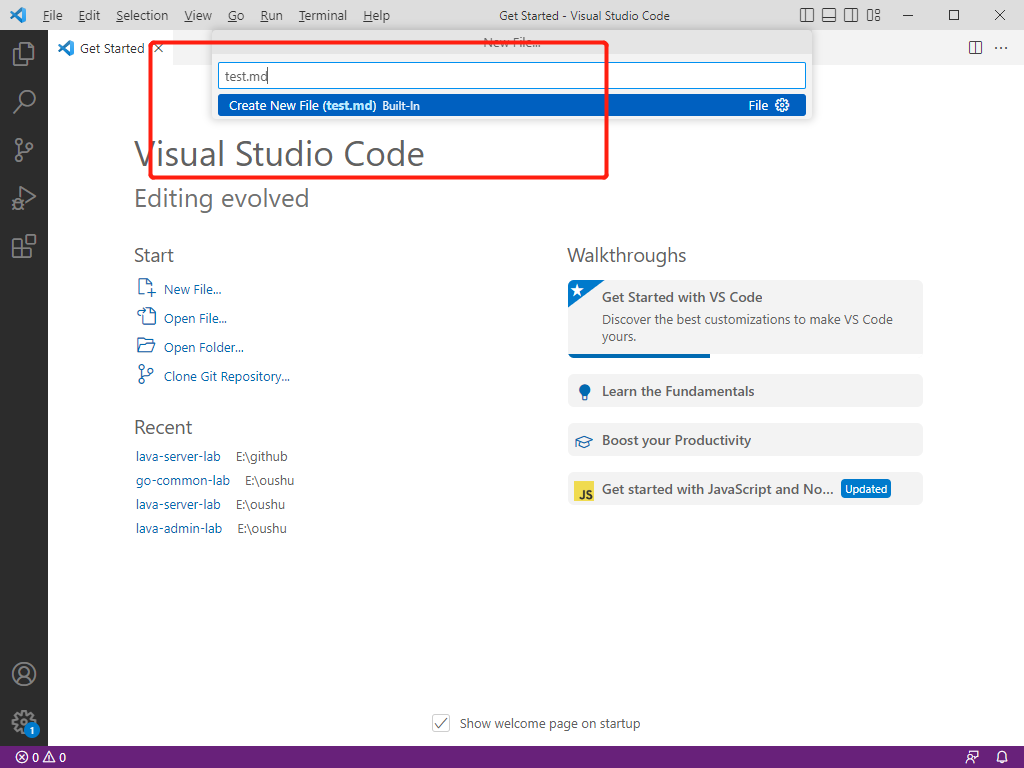 File Edit Selection View Go Run Terminal Help Get Started - Visual Studio Code
Get Started
New File...
test.md
Create New File (test.md) Built-In File
Visual Studio Code
Editing evolved
Start
New File...
Open File...
Open Folder...
Clone Git Repository...
Recent
lava-server-lab E:\github
go-common-lab E:\oushu
lava-server-lab E:\oushu
lava-admin-lab E:\oushu
Walkthroughs
Get Started with VS Code
Discover the best customizations to make VS Code
yours.
Learn the Fundamentals
Boost your Productivity
JS Get started with JavaScript and No... Updated
Show welcome page on startup
1
0 0